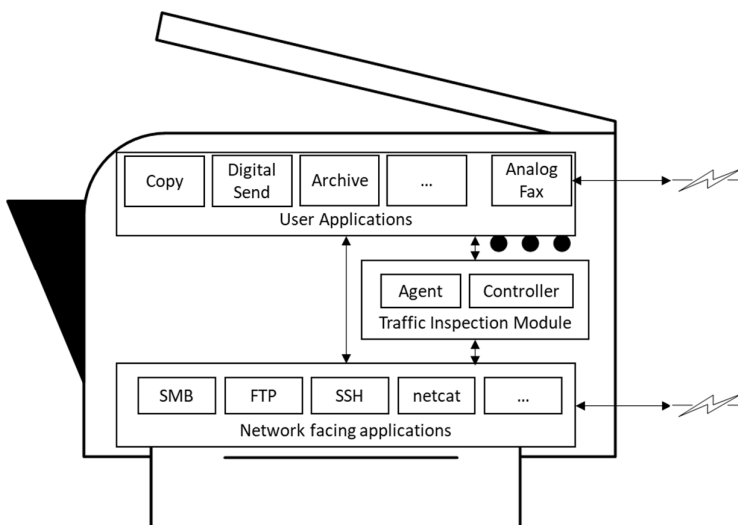 Copy
Digital
Send
Archive
...
Analog
Fax
User Applications
Agent
Controller
Traffic Inspection Module
SMB
FTP
SSH
netcat
...
Network facing applications